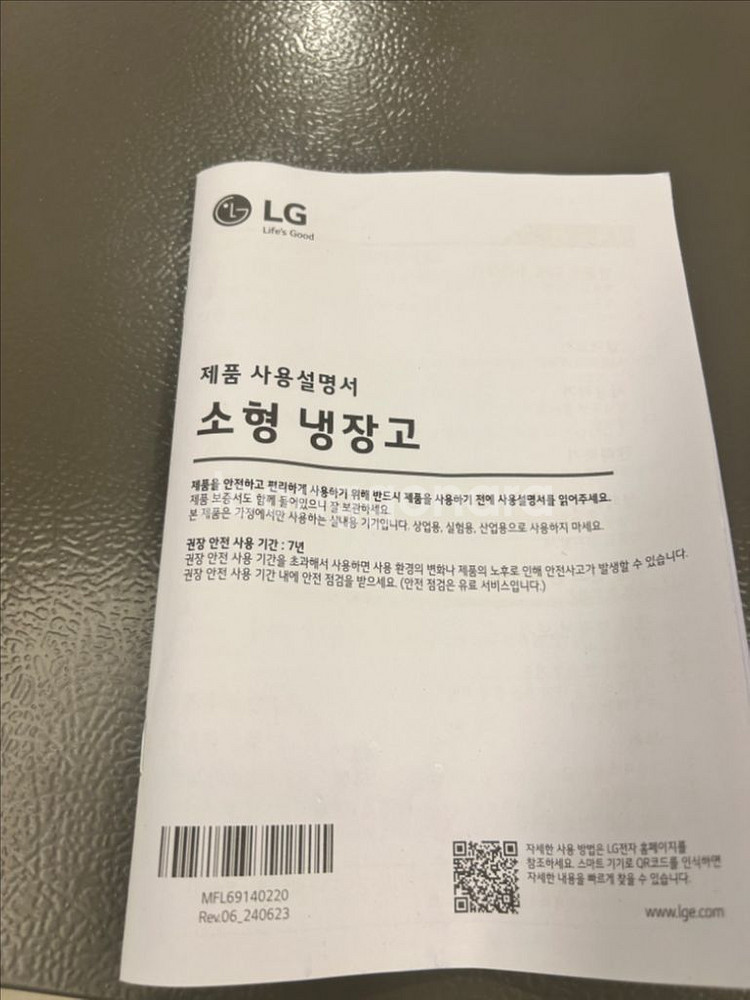 LG
Life's Good
제품 사용설명서
소형 냉장고
제품을 안전하고 편리하게 사용하기 위해 반드시 제품을 사용하기 전에 사용설명서를 읽어주세요.
제품 보증서도 함께 들어있으니 잘 보관하세요.
본 제품은 가정에서만 사용하는 실내용 기기입니다. 상업용, 실험용, 산업용으로 사용하지 마세요.
권장 안전 사용 기간 : 7년
권장 안전 사용 기간을 초과해서 사용하면 사용 환경의 변화나 제품의 노후로 인해 안전사고가 발생할 수 있습니다.
권장 안전 사용 기간 내에 안전 점검을 받으세요. (안전 점검은 유료 서비스입니다.)
MFL69140220
Rev.06_240623
자세한 사용 방법은 LG전자 홈페이지를
참조하세요. 스마트 기기로 QR코드를 인식하면
자세한 내용을 빠르게 찾을 수 있습니다.
www.lge.com